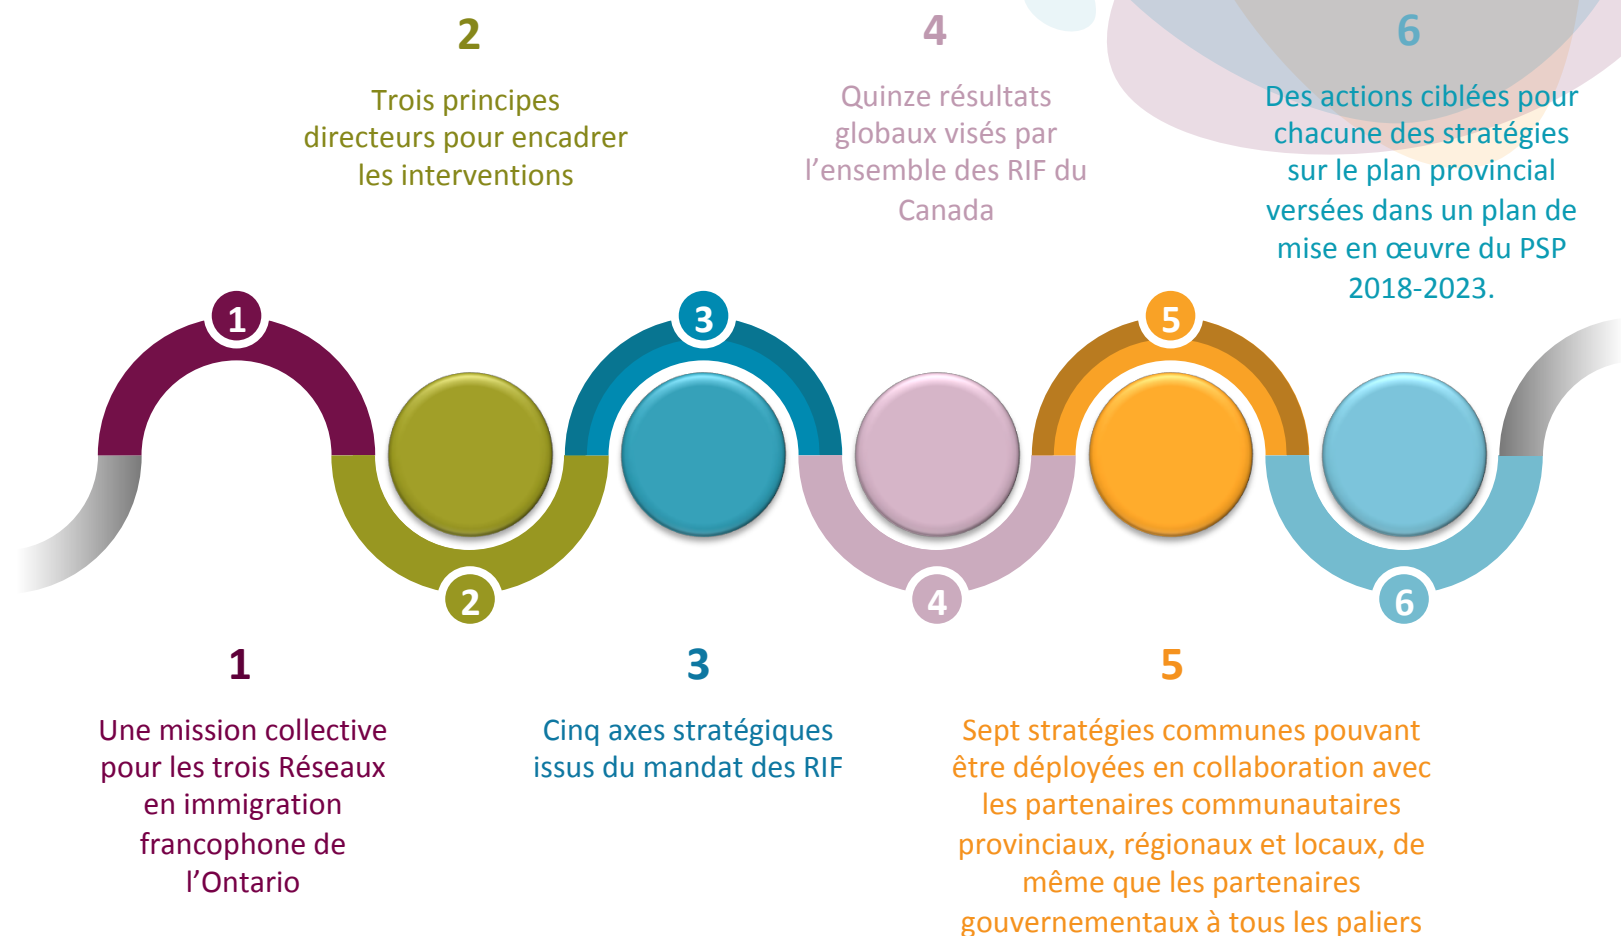 2
Trois principes
directeurs pour encadrer
les interventions
4
Quinze résultats
globaux visés par
l’ensemble des RIF du
Canada
6
Des actions ciblées pour
chacune des stratégies
sur le plan provincial
versées dans un plan de
mise en œuvre du PSP
2018-2023.
1
3
5
2
4
6
1
Une mission collective
pour les trois Réseaux
en immigration
francophone de
l’Ontario
3
Cinq axes stratégiques
issus du mandat des RIF
5
Sept stratégies communes pouvant
être déployées en collaboration avec
les partenaires communautaires
provinciaux, régionaux et locaux, de
même que les partenaires
gouvernementaux à tous les paliers